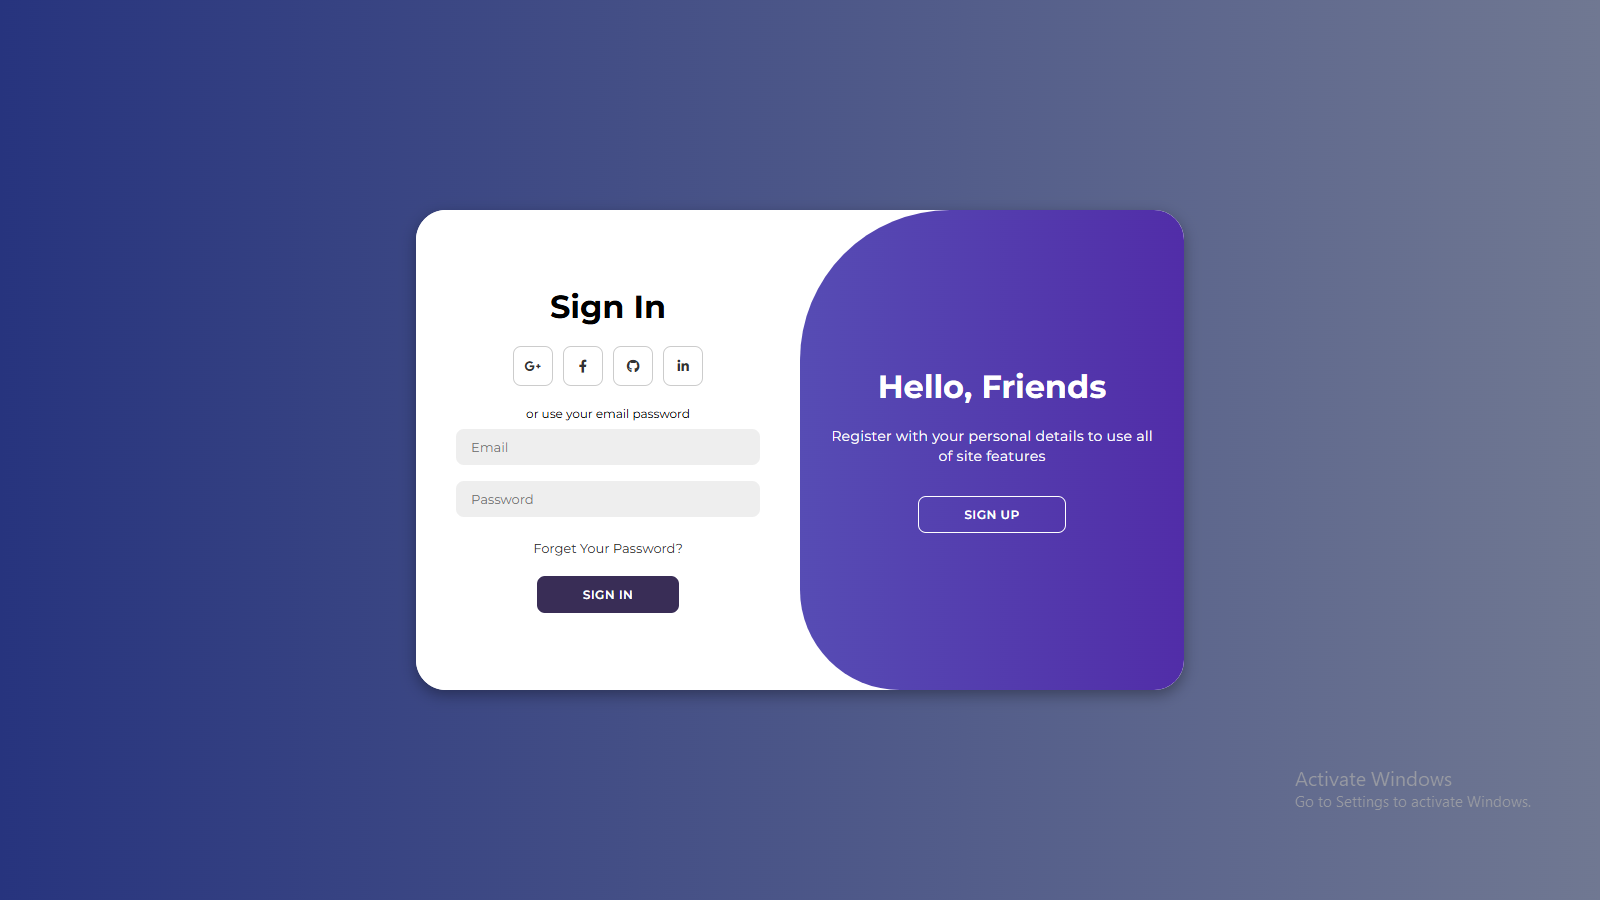 Sign In
G+
f
in
or use your email password
Email
Password
Forget Your Password?
SIGN IN
Hello, Friends
Register with your personal details to use all
of site features
SIGN UP
Activate Windows
Go to Settings to activate Windows.